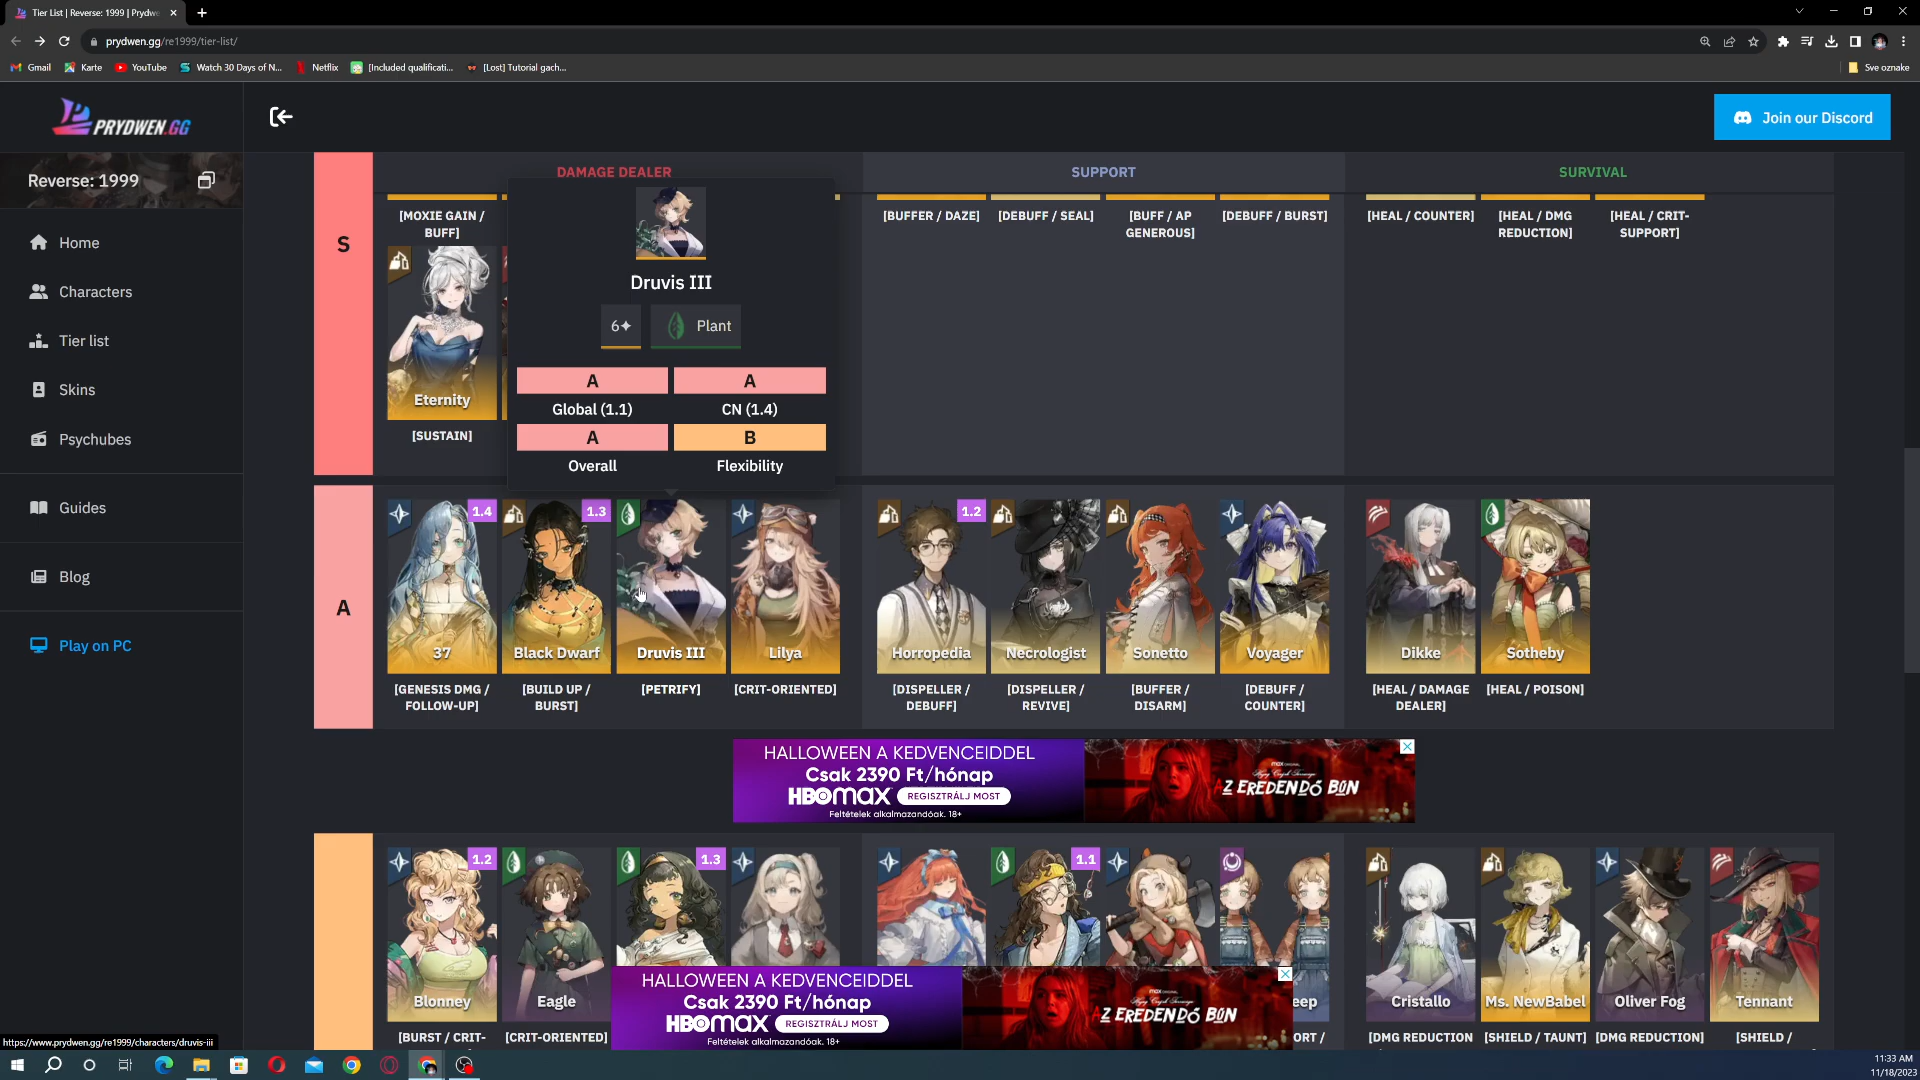 Tier List | Reverse: 1999 | Prydwe
prydwen.gg/re1999/tier-list/
Gmail
Karte
YouTube
Watch 30 Days of N...
Netflix
[Included qualificati...
[Lost] Tutorial gach...
Sve oznake
PRYDWEN.GG
Join our Discord
Reverse: 1999
Home
Characters
Tier list
Skins
Psychubes
Guides
Blog
Play on PC
DAMAGE DEALER
SUPPORT
SURVIVAL
S
[MOXIE GAIN /
BUFF]
[BUFFER / DAZE]
[DEBUFF / SEAL]
[BUFF / AP
GENEROUS]
[DEBUFF / BURST]
[HEAL / COUNTER]
[HEAL / DMG
REDUCTION]
[HEAL / CRIT-
SUPPORT]
Eternity
[SUSTAIN]
Druvis III
6✦
Plant
A
A
Global (1.1)
CN (1.4)
A
B
Overall
Flexibility
A
1.4
37
[GENESIS DMG /
FOLLOW-UP]
1.3
Black Dwarf
[BUILD UP /
BURST]
Druvis III
[PETRIFY]
Lilya
[CRIT-ORIENTED]
1.2
Horropedia
[DISPELLER /
DEBUFF]
Necrologist
[DISPELLER /
REVIVE]
Sonetto
[BUFFER /
DISARM]
Voyager
[DEBUFF /
COUNTER]
Dikke
[HEAL / DAMAGE
DEALER]
Sotheby
[HEAL / POISON]
HALLOWEEN A KEDVENCEIDDEL
Csak 2390 Ft/hónap
HBOmax
REGISZTRÁLJ MOST
Feltételek alkalmazandóak. 18+
max ORIGINAL
Z EREDENDŐ BŰN
1.2
Blonney
[BURST / CRIT-
Eagle
[CRIT-ORIENTED]
1.3
1.1
eep
ORT /
Cristallo
[DMG REDUCTION
Ms. NewBabel
[SHIELD / TAUNT]
Oliver Fog
[DMG REDUCTION]
Tennant
[SHIELD /
HALLOWEEN A KEDVENCEIDDEL
Csak 2390 Ft/hónap
HBOmax
REGISZTRÁLJ MOST
Feltételek alkalmazandóak. 18+
Z EREDENDŐ BŰN
https://www.prydwen.gg/re1999/characters/druvis-iii
11:33 AM
11/18/2023